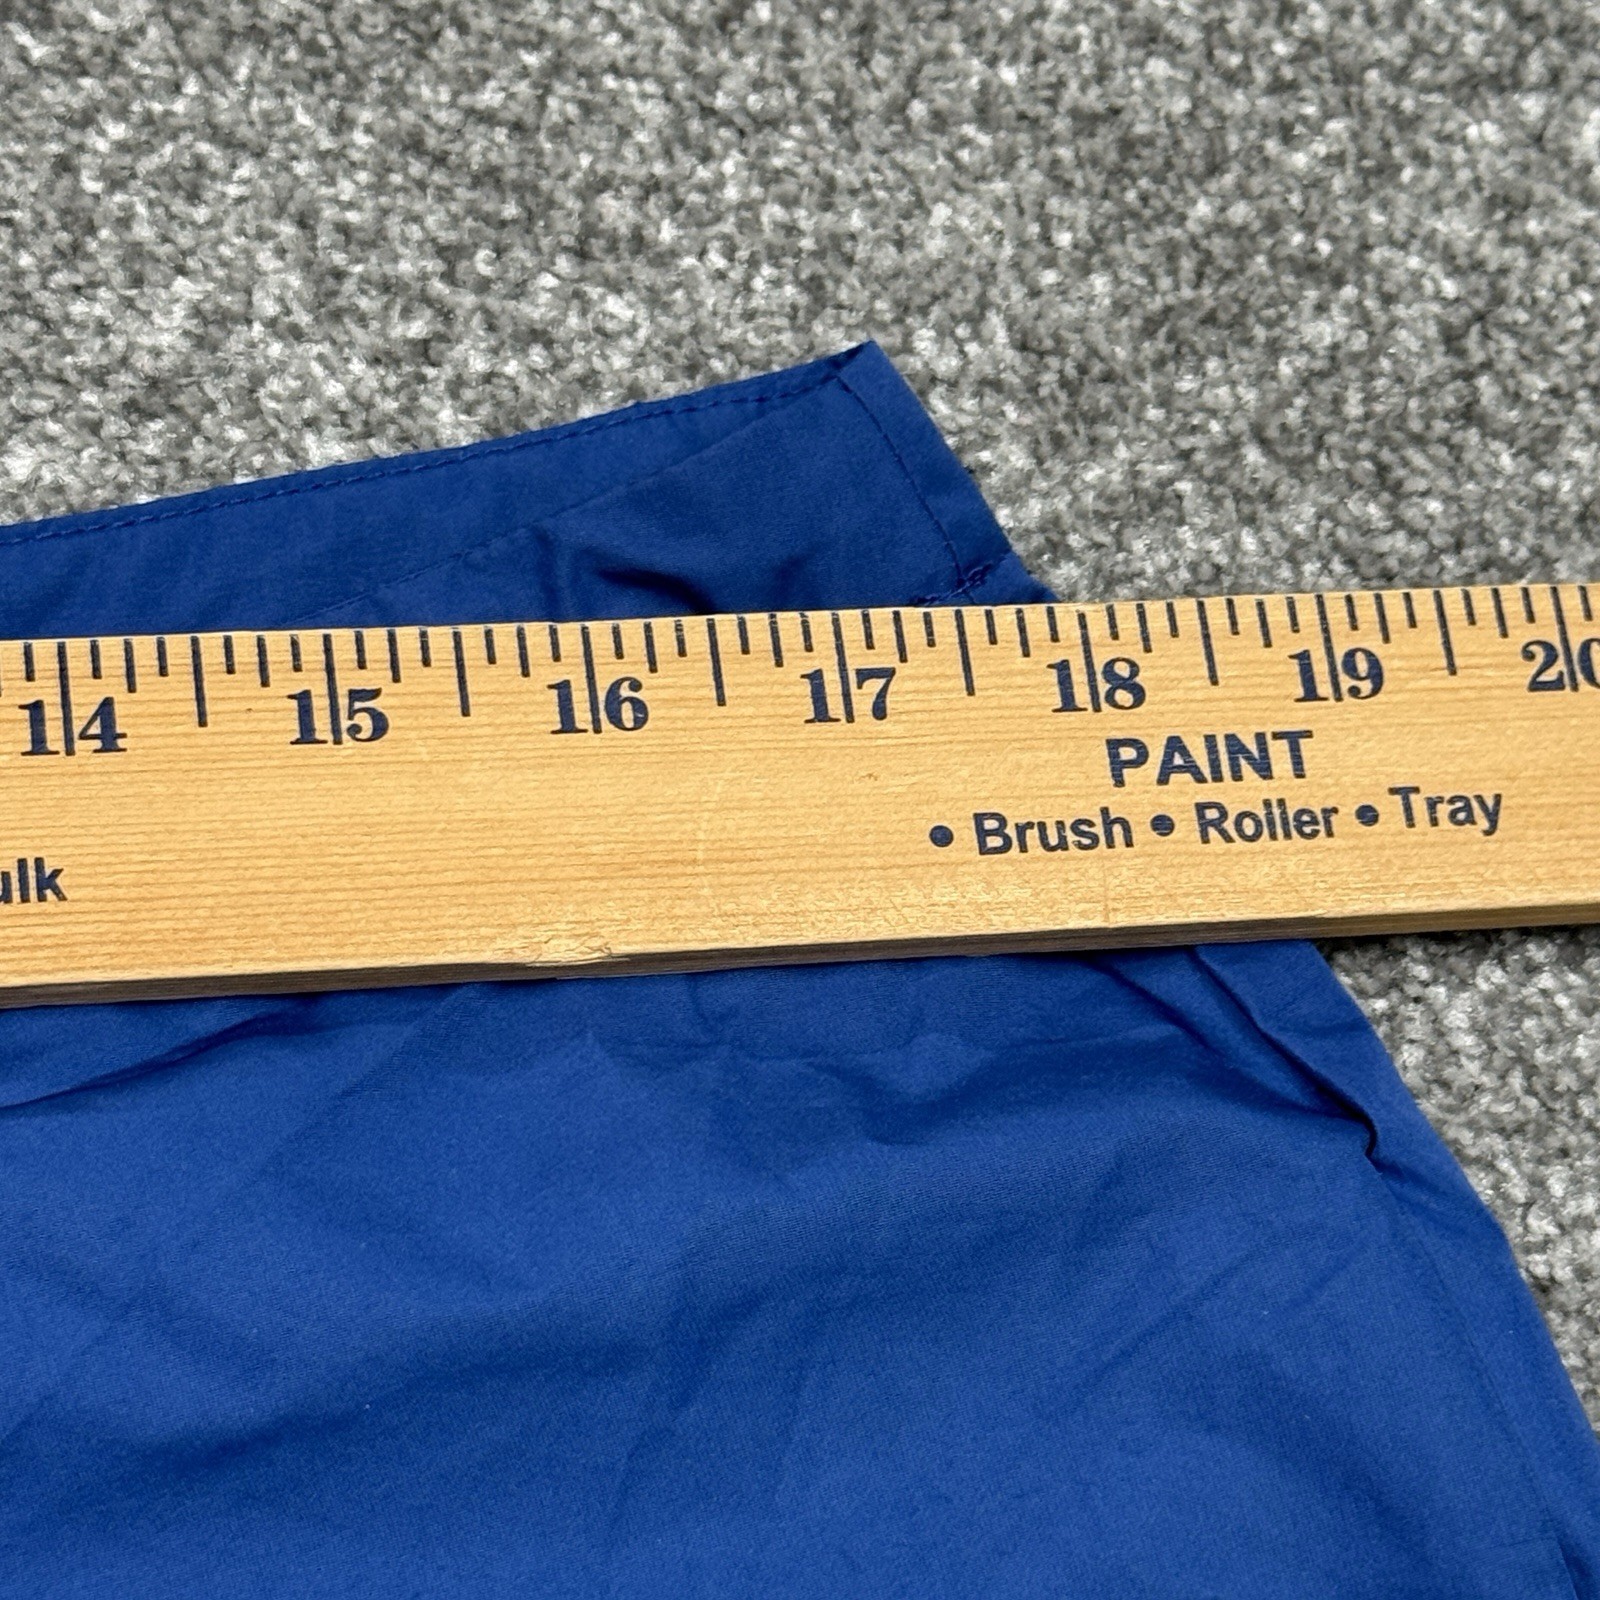 14 15 16 17 18 19 20
PAINT
• Brush • Roller • Tray
ulk